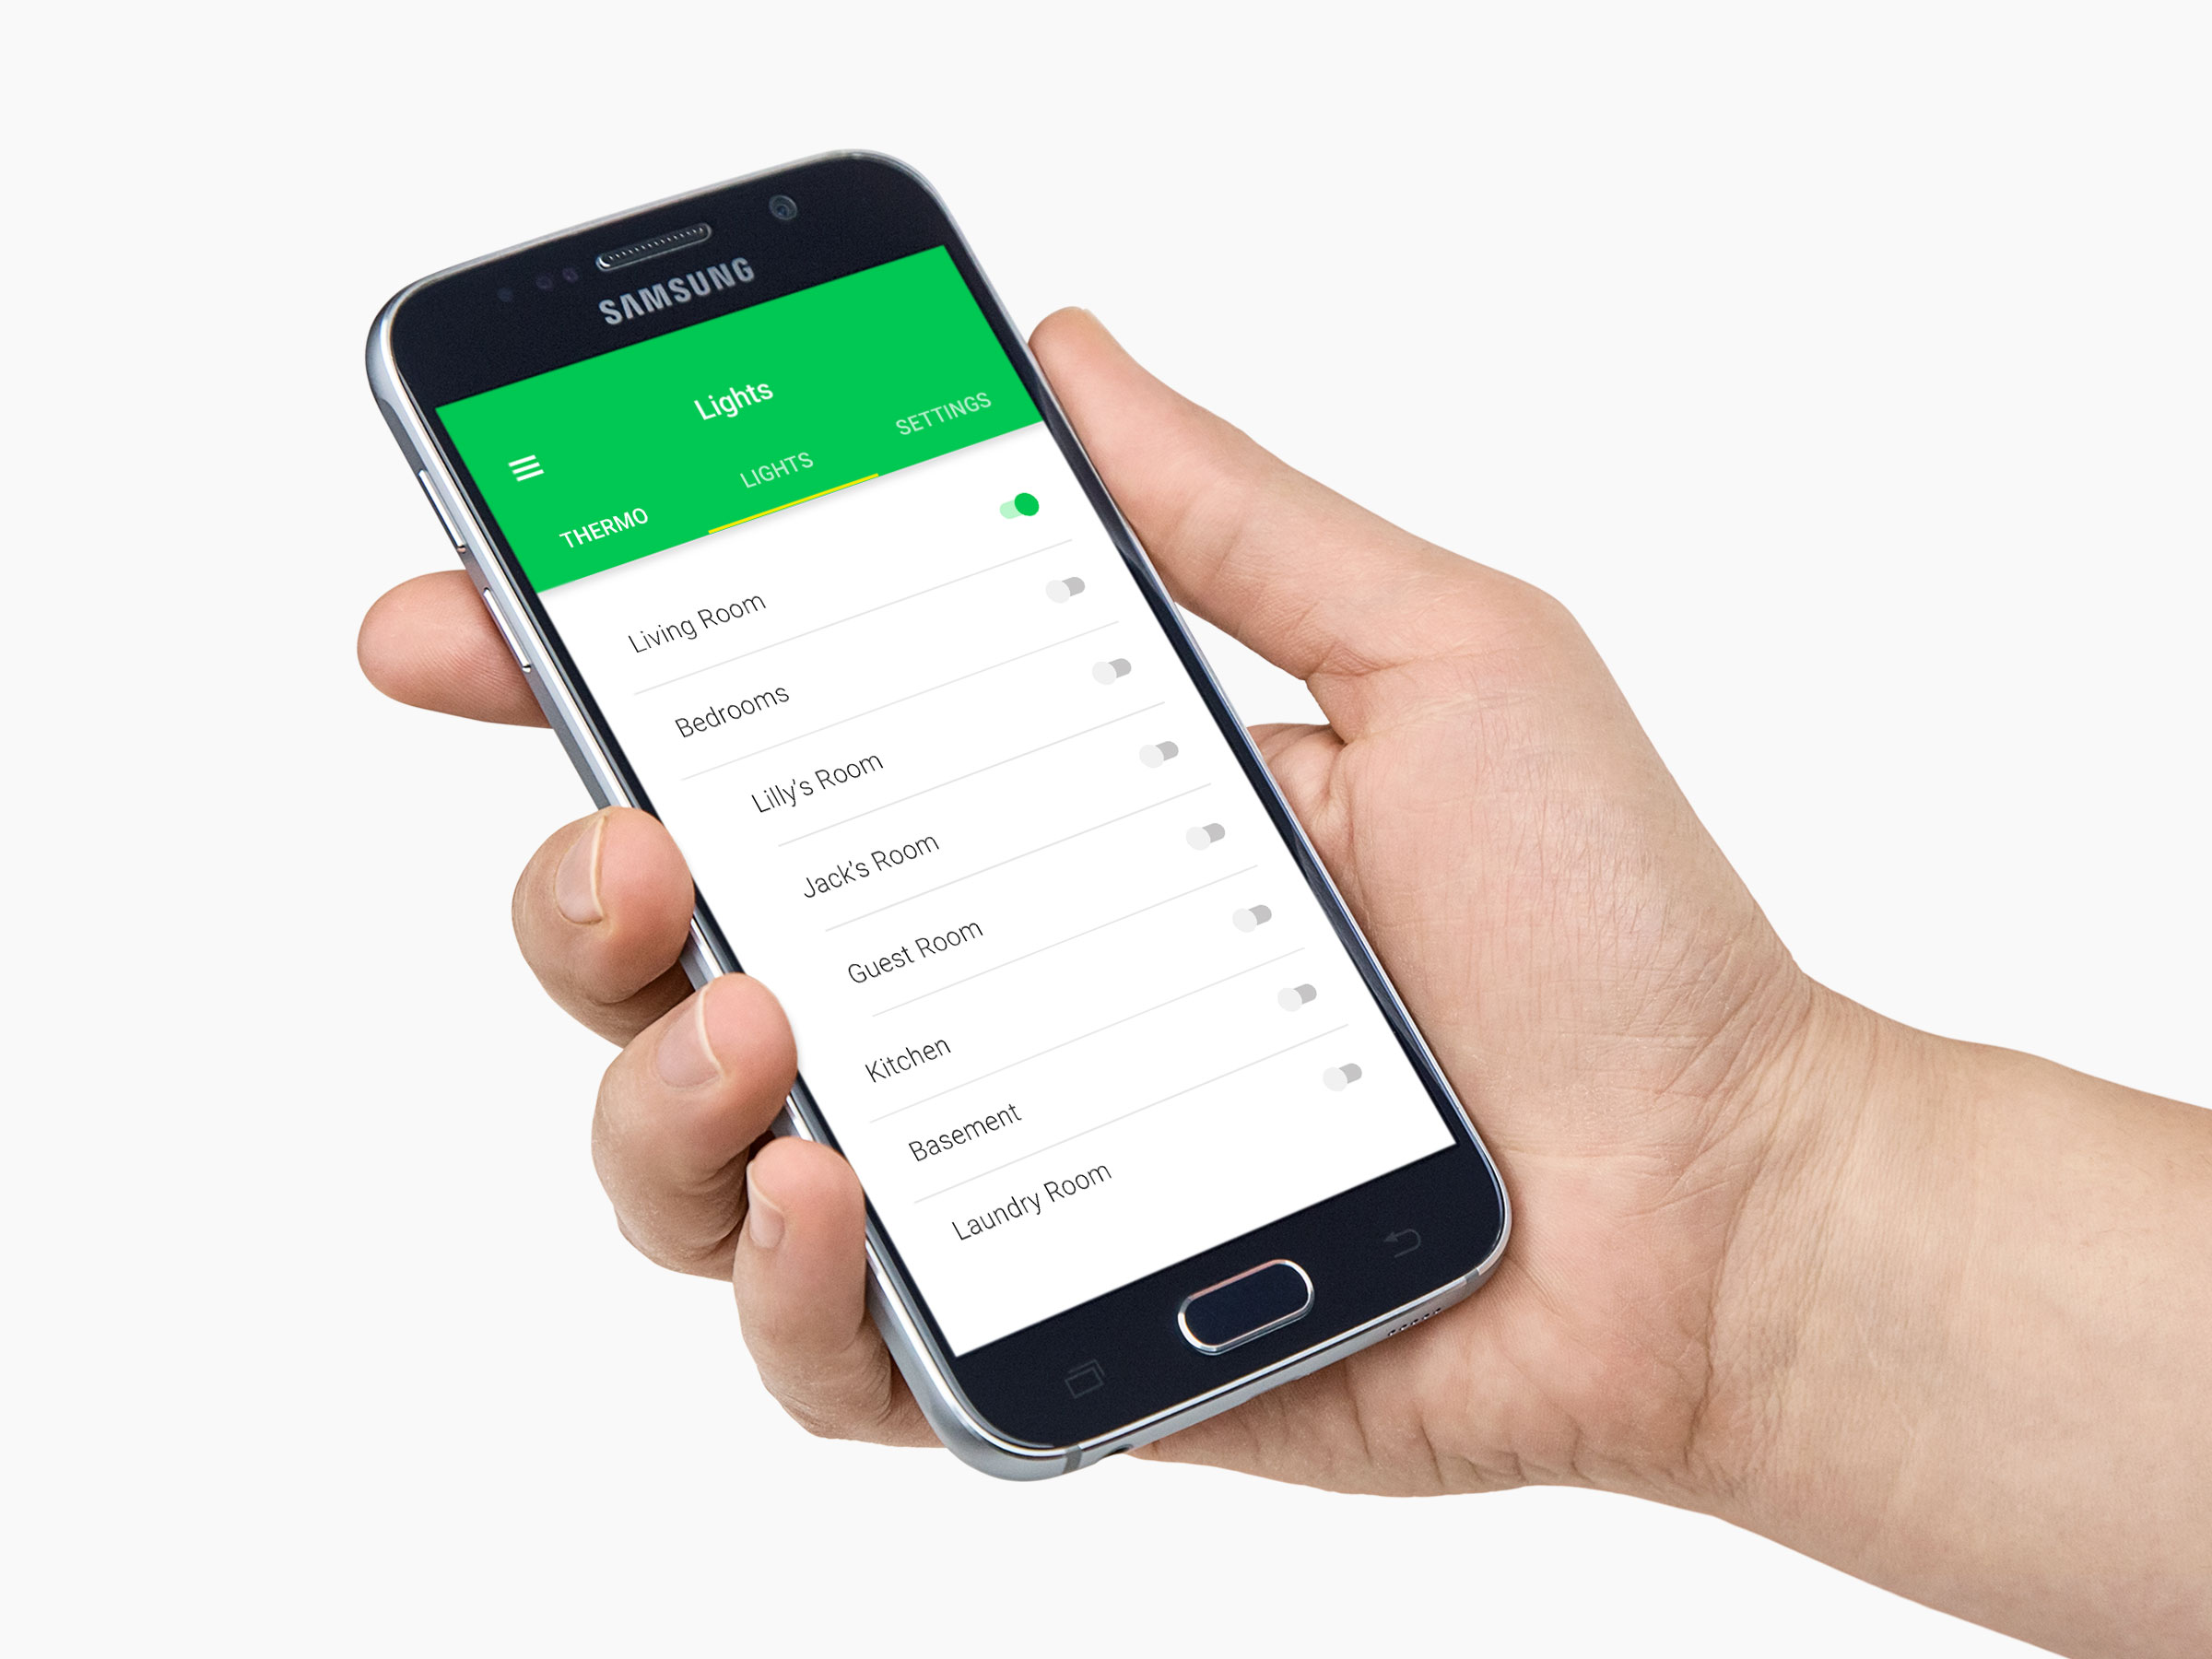 SAMSUNG
Lights
THERMO LIGHTS SETTINGS
Living Room
Bedrooms
Lilly's Room
Jack's Room
Guest Room
Kitchen
Basement
Laundry Room